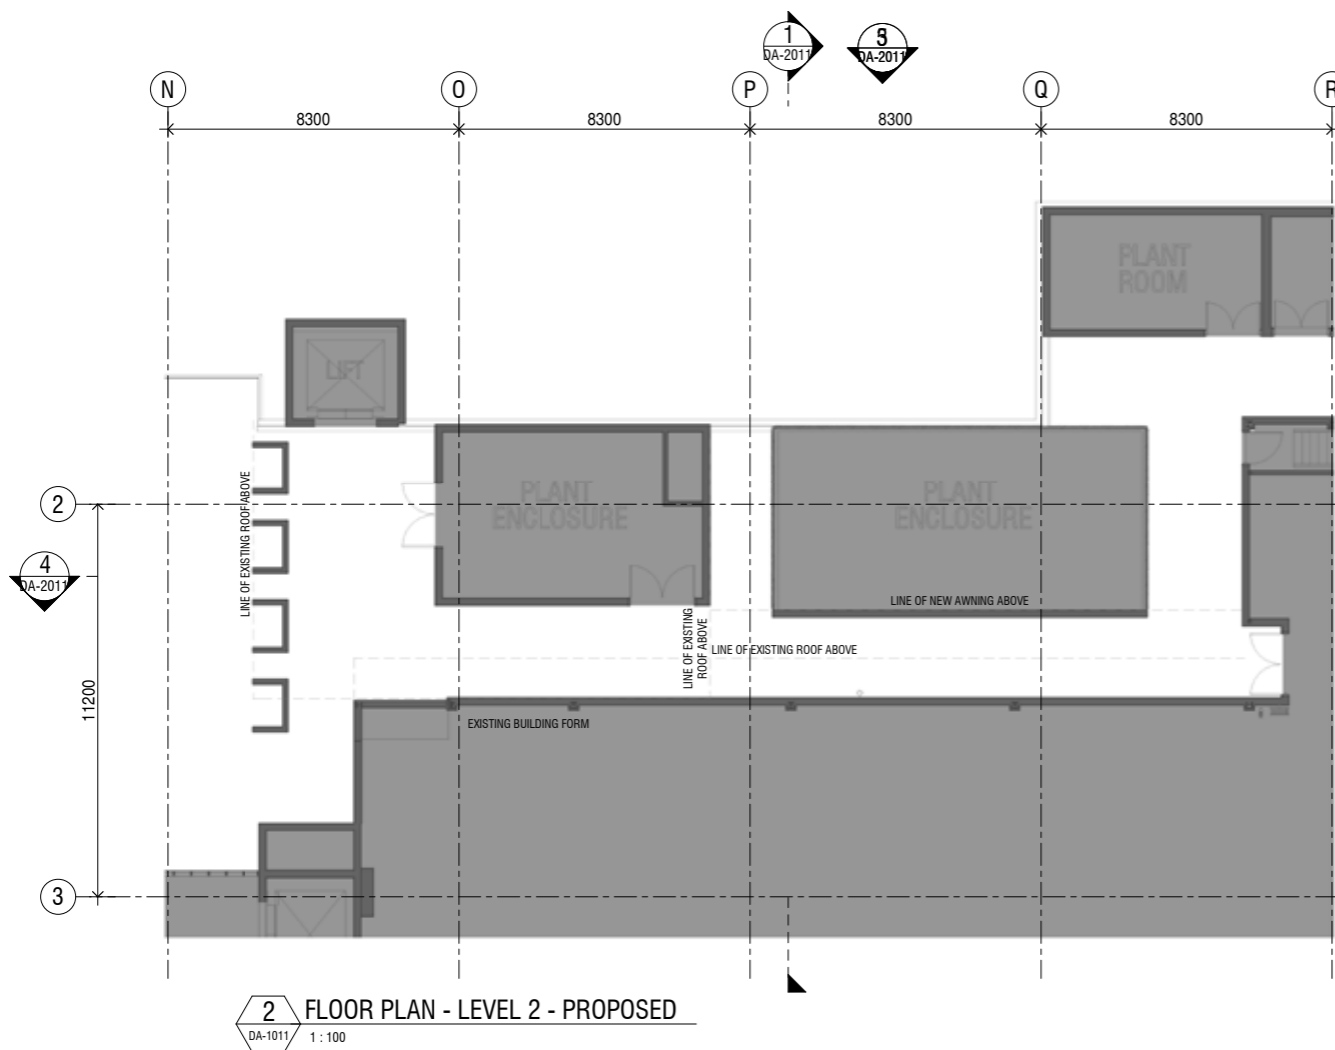 1
DA-2011
DA-2011
N
O
P
Q
R
8300
8300
8300
8300
PLANT
ROOM
LIFT
LINE OF EXISTING ROOF ABOVE
2
PLANT
ENCLOSURE
PLANT
ENCLOSURE
4
DA-2011
LINE OF NEW AWNING ABOVE
LINE OF EXISTING
ROOF ABOVE
LINE OF EXISTING ROOF ABOVE
11200
EXISTING BUILDING FORM
3
2
DA-1011
FLOOR PLAN - LEVEL 2 - PROPOSED
1 : 100